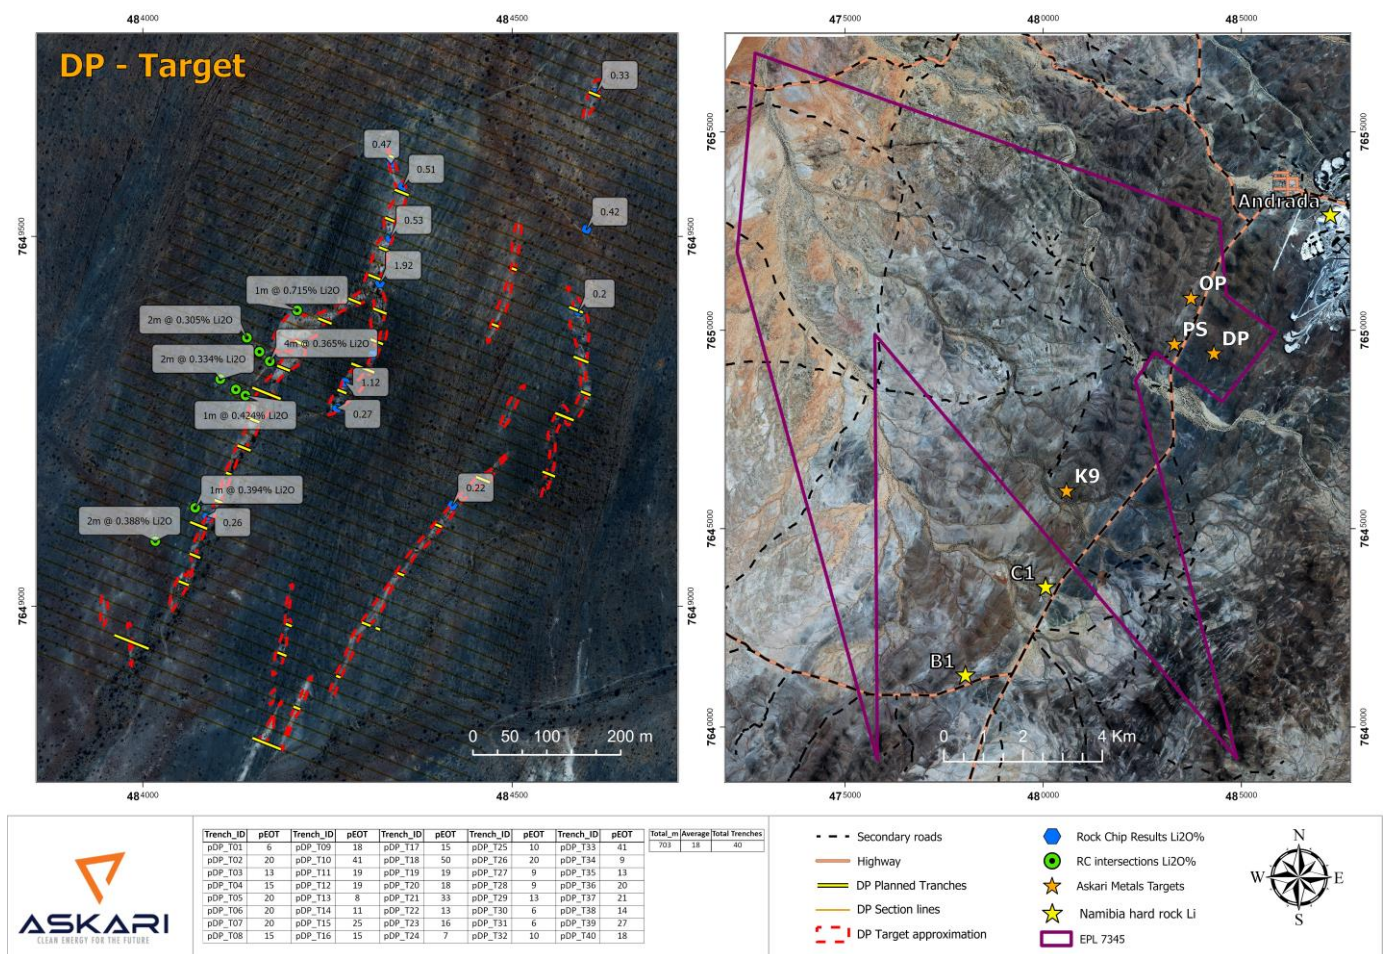 484000
484500
475000
480000
485000
DP - Target
0.33
0.47
0.51
0.42
0.53
1.92
1m @ 0.715% Li2O
0.2
2m @ 0.305% Li2O
4m @ 0.365% Li2O
2m @ 0.334% Li2O
1.12
1m @ 0.424% Li2O
0.27
1m @ 0.394% Li2O
0.22
2m @ 0.388% Li2O
0.26
0 50 100 200 m
7649500
7649000
7649500
7649000
484000
484500
7655000
7650000
7645000
7640000
7655000
7650000
7645000
7640000
Andrada
OP
PS
DP
K9
C1
B1
0 2 4 Km
475000
480000
485000
ASKARI
CLEAN ENERGY FOR THE FUTURE
Trench_ID pEOT Trench_ID pEOT Trench_ID pEOT Trench_ID pEOT Trench_ID pEOT
pDP_T01 6 pDP_T09 18 pDP_T17 15 pDP_T25 10 pDP_T33 41
pDP_T02 20 pDP_T10 41 pDP_T18 50 pDP_T26 20 pDP_T34 9
pDP_T03 13 pDP_T11 19 pDP_T19 19 pDP_T27 9 pDP_T35 13
pDP_T04 15 pDP_T12 19 pDP_T20 18 pDP_T28 9 pDP_T36 20
pDP_T05 20 pDP_T13 8 pDP_T21 33 pDP_T29 13 pDP_T37 21
pDP_T06 20 pDP_T14 11 pDP_T22 13 pDP_T30 6 pDP_T38 14
pDP_T07 20 pDP_T15 25 pDP_T23 16 pDP_T31 6 pDP_T39 27
pDP_T08 15 pDP_T16 15 pDP_T24 7 pDP_T32 10 pDP_T40 18
Total_m Average Total Trenches
703 18 40
Secondary roads
Highway
DP Planned Tranches
DP Section lines
DP Target approximation
Rock Chip Results Li2O%
RC intersections Li2O%
Askari Metals Targets
Namibia hard rock Li
EPL 7345
N
W E
S